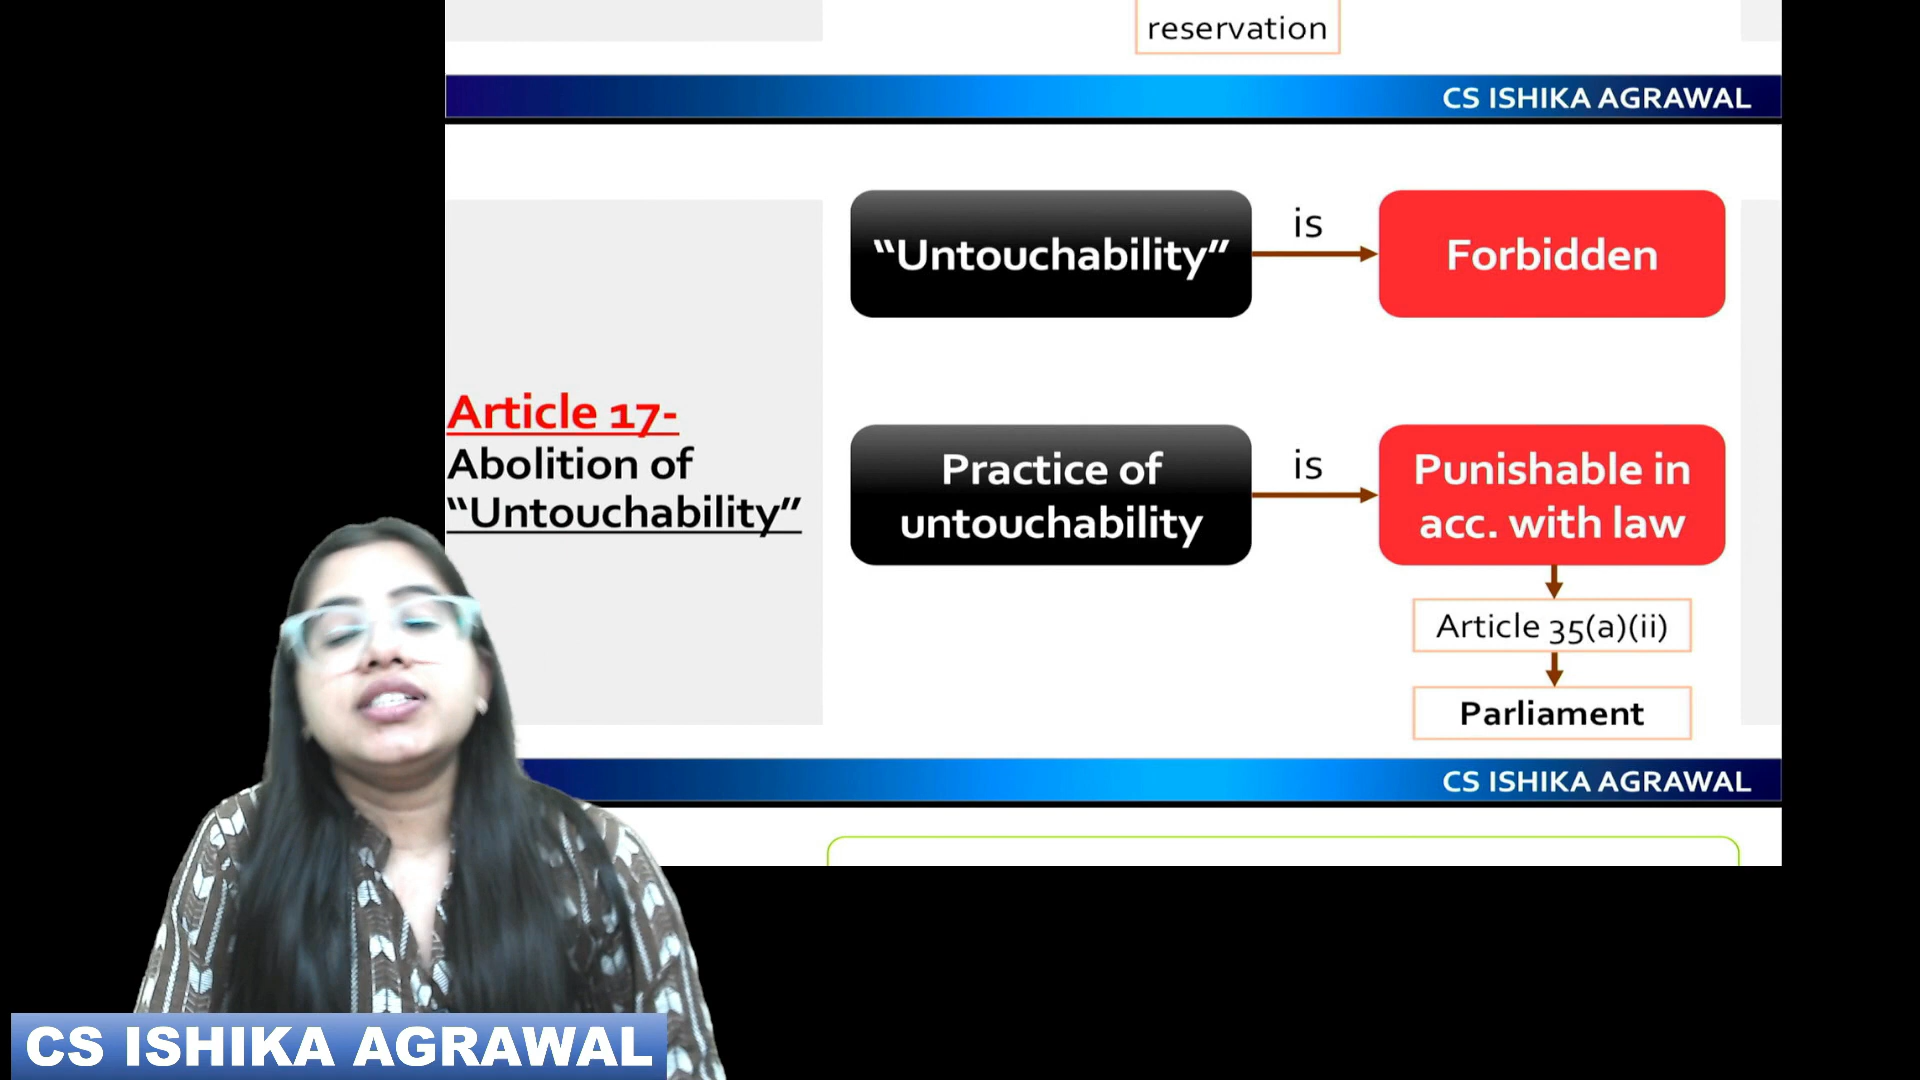 reservation
CS ISHIKA AGRAWAL
“Untouchability”
is
Forbidden
Article 17-
Abolition of
“Untouchability”
Practice of
untouchability
is
Punishable in
acc. with law
Article 35(a)(ii)
Parliament
CS ISHIKA AGRAWAL
CS ISHIKA AGRAWAL